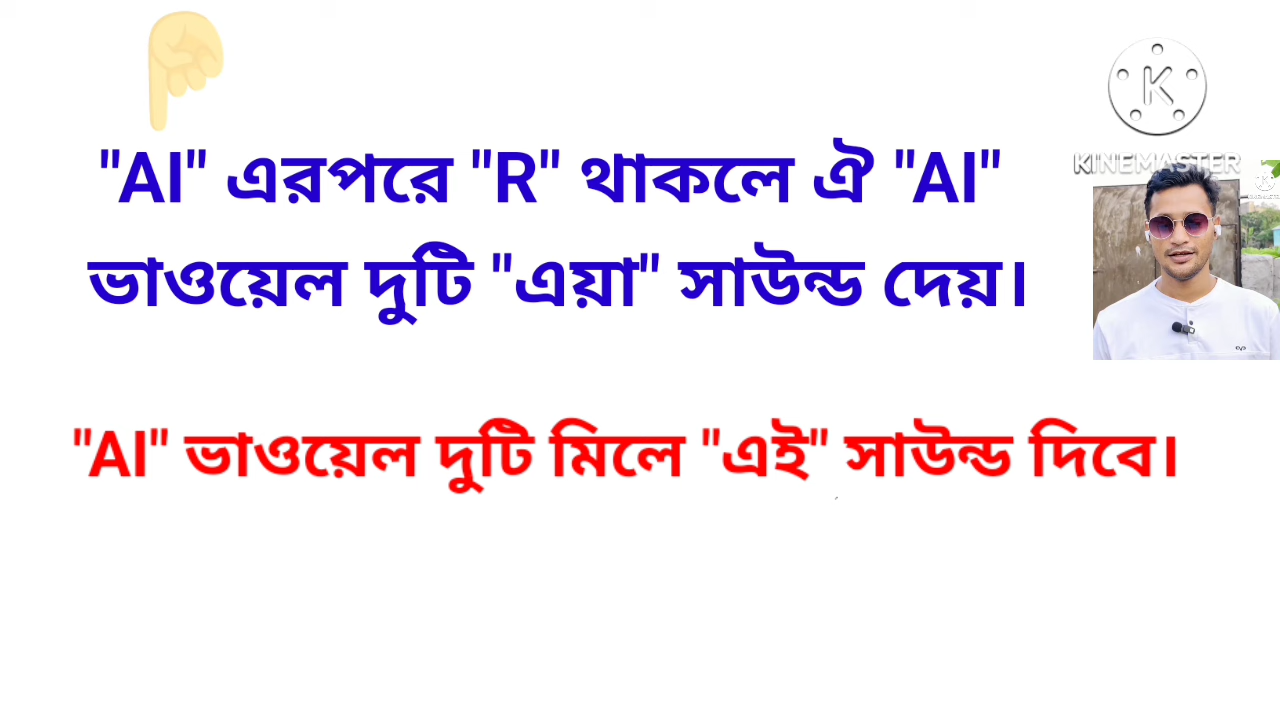 "AI" এরপরে "R" থাকলে ঐ "AI"
ভাওয়েল দুটি "এয়া" সাউন্ড দেয়।
"AI" ভাওয়েল দুটি মিলে "এই" সাউন্ড দিবে।
K
KINEMASTER